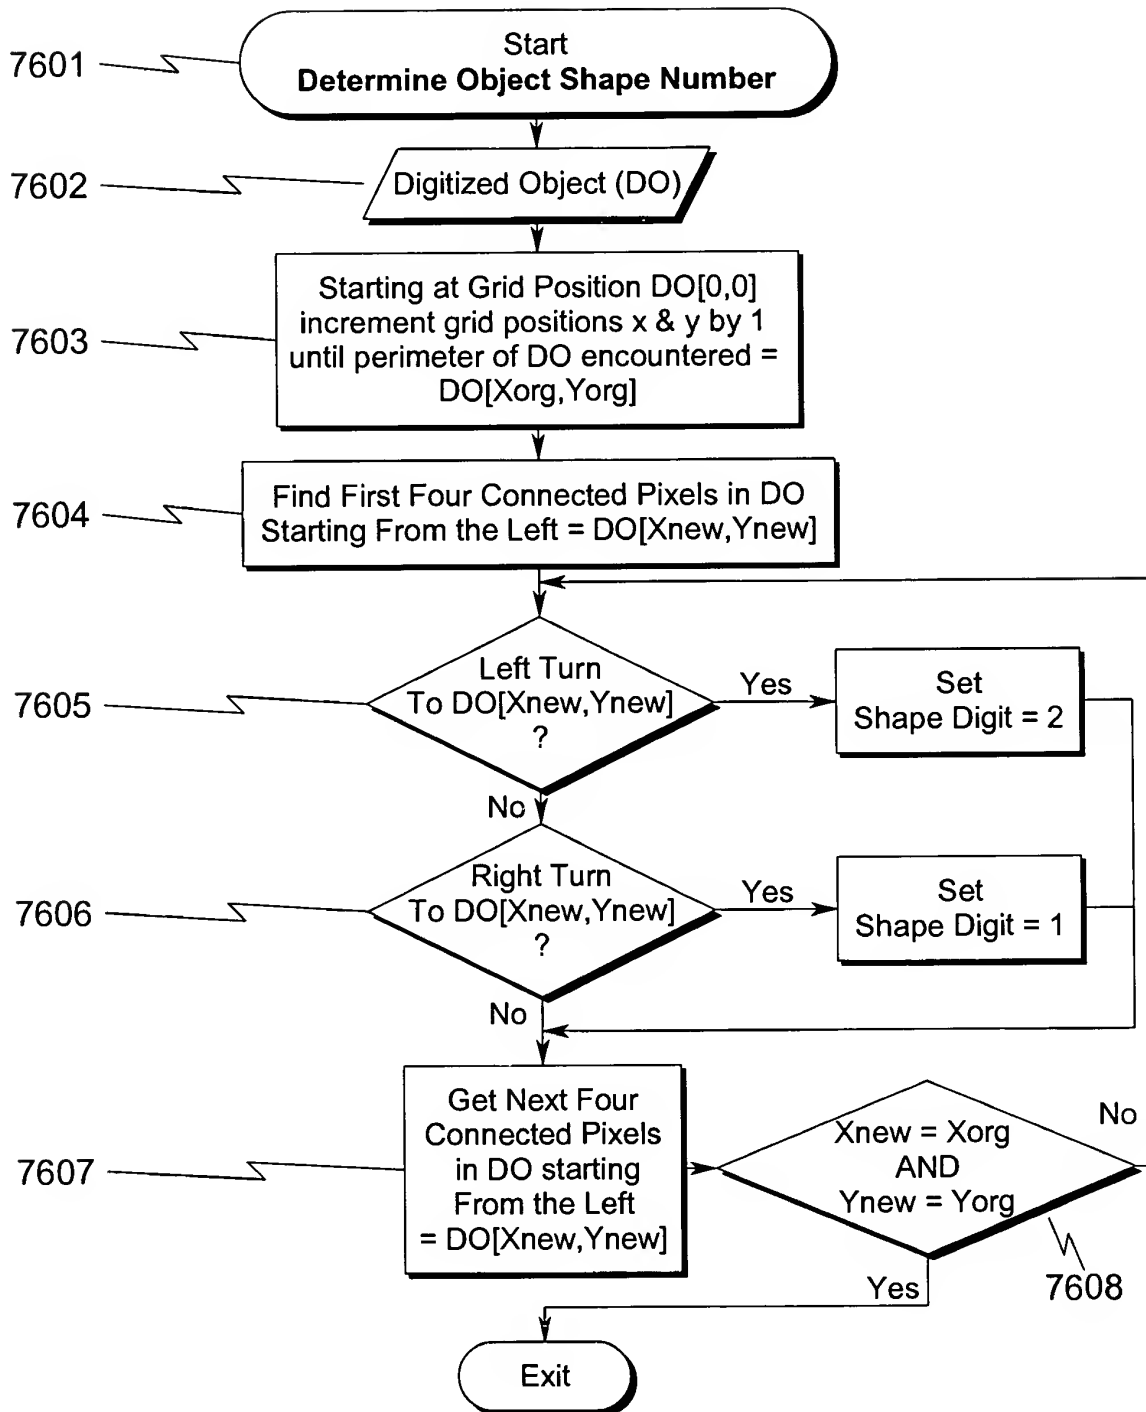 7601
Start
Determine Object Shape Number
7602
Digitized Object (DO)
7603
Starting at Grid Position DO[0,0]
increment grid positions x & y by 1
until perimeter of DO encountered =
DO[Xorg,Yorg]
7604
Find First Four Connected Pixels in DO
Starting From the Left = DO[Xnew,Ynew]
7605
Left Turn
To DO[Xnew,Ynew]
?
Yes
Set
Shape Digit = 2
No
7606
Right Turn
To DO[Xnew,Ynew]
?
Yes
Set
Shape Digit = 1
No
7607
Get Next Four
Connected Pixels
in DO starting
From the Left
= DO[Xnew,Ynew]
Xnew = Xorg
AND
Ynew = Yorg
No
7608
Yes
Exit